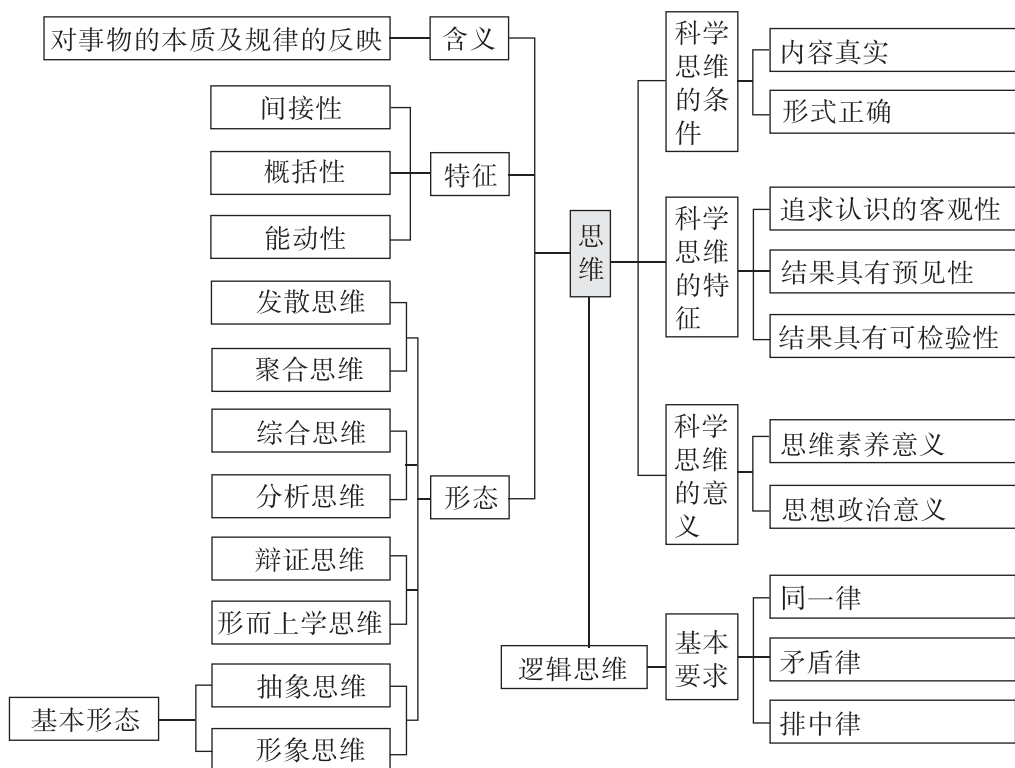 对事物的本质及规律的反映
含义
间接性
概括性
能动性
特征
发散思维
聚合思维
综合思维
分析思维
辩证思维
形而上学思维
抽象思维
形象思维
基本形态
形态
思
维
科学
思维
的条
件
内容真实
形式正确
科学
思维
的特
征
追求认识的客观性
结果具有预见性
结果具有可检验性
科学
思维
的意
义
思维素养意义
思想政治意义
逻辑思维
基本
要求
同一律
矛盾律
排中律